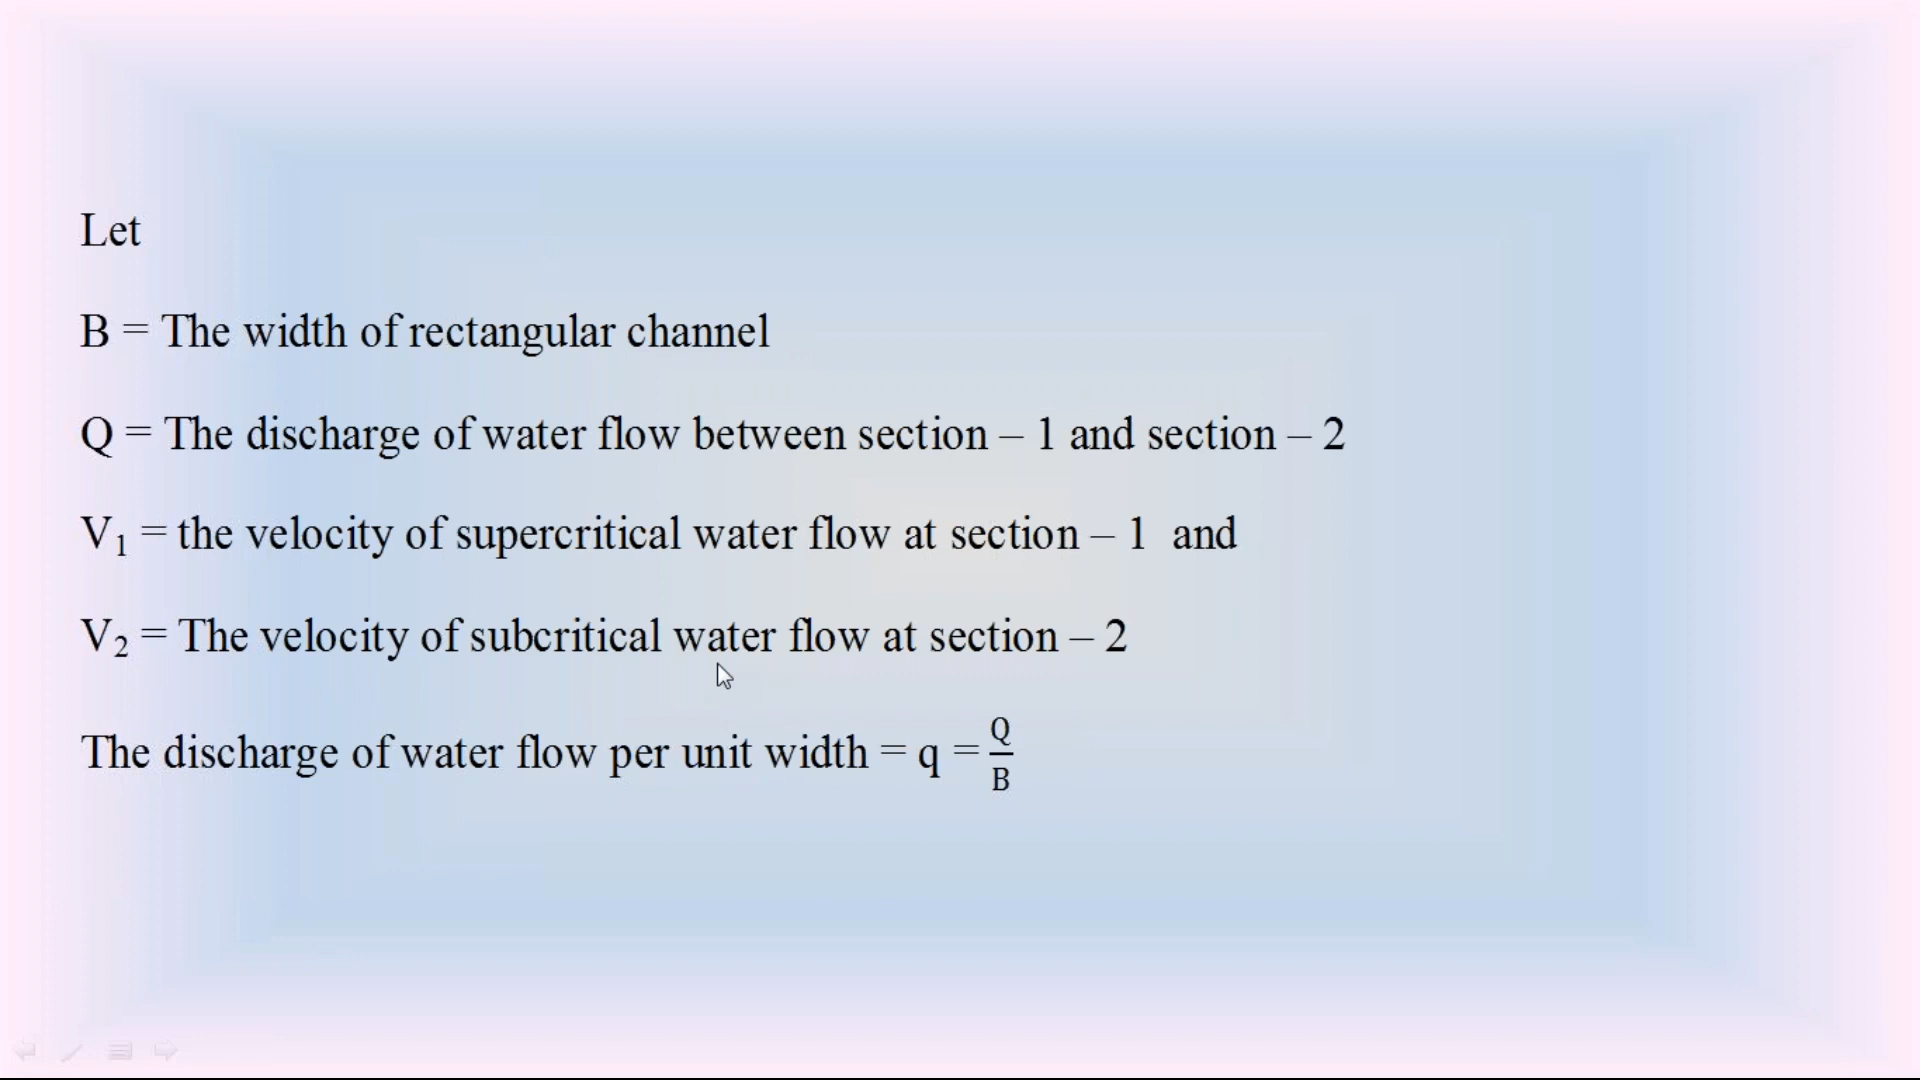 Let
B = The width of rectangular channel
Q = The discharge of water flow between section – 1 and section – 2
V₁ = the velocity of supercritical water flow at section – 1 and
V₂ = The velocity of subcritical water flow at section – 2
The discharge of water flow per unit width = q = Q/B